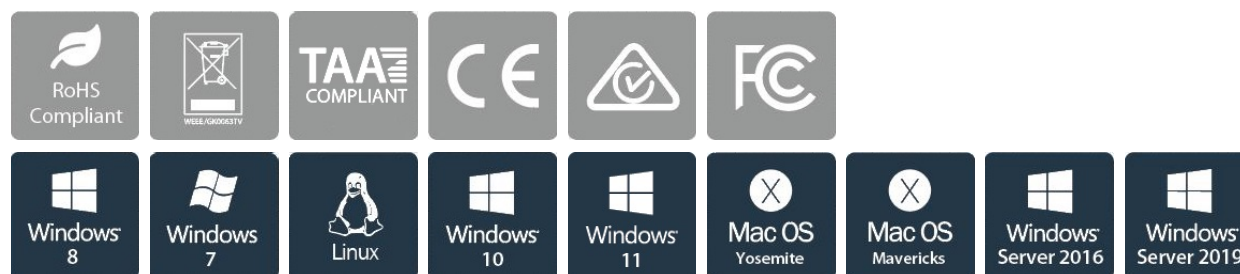 RoHS
Compliant
WEEE/GK0063TV
TAA
COMPLIANT
CE
FC
Windows
8
Windows
7
Linux
Windows
10
Windows
11
X
Mac OS
Yosemite
X
Mac OS
Mavericks
Windows
Server 2016
Windows
Server 2019